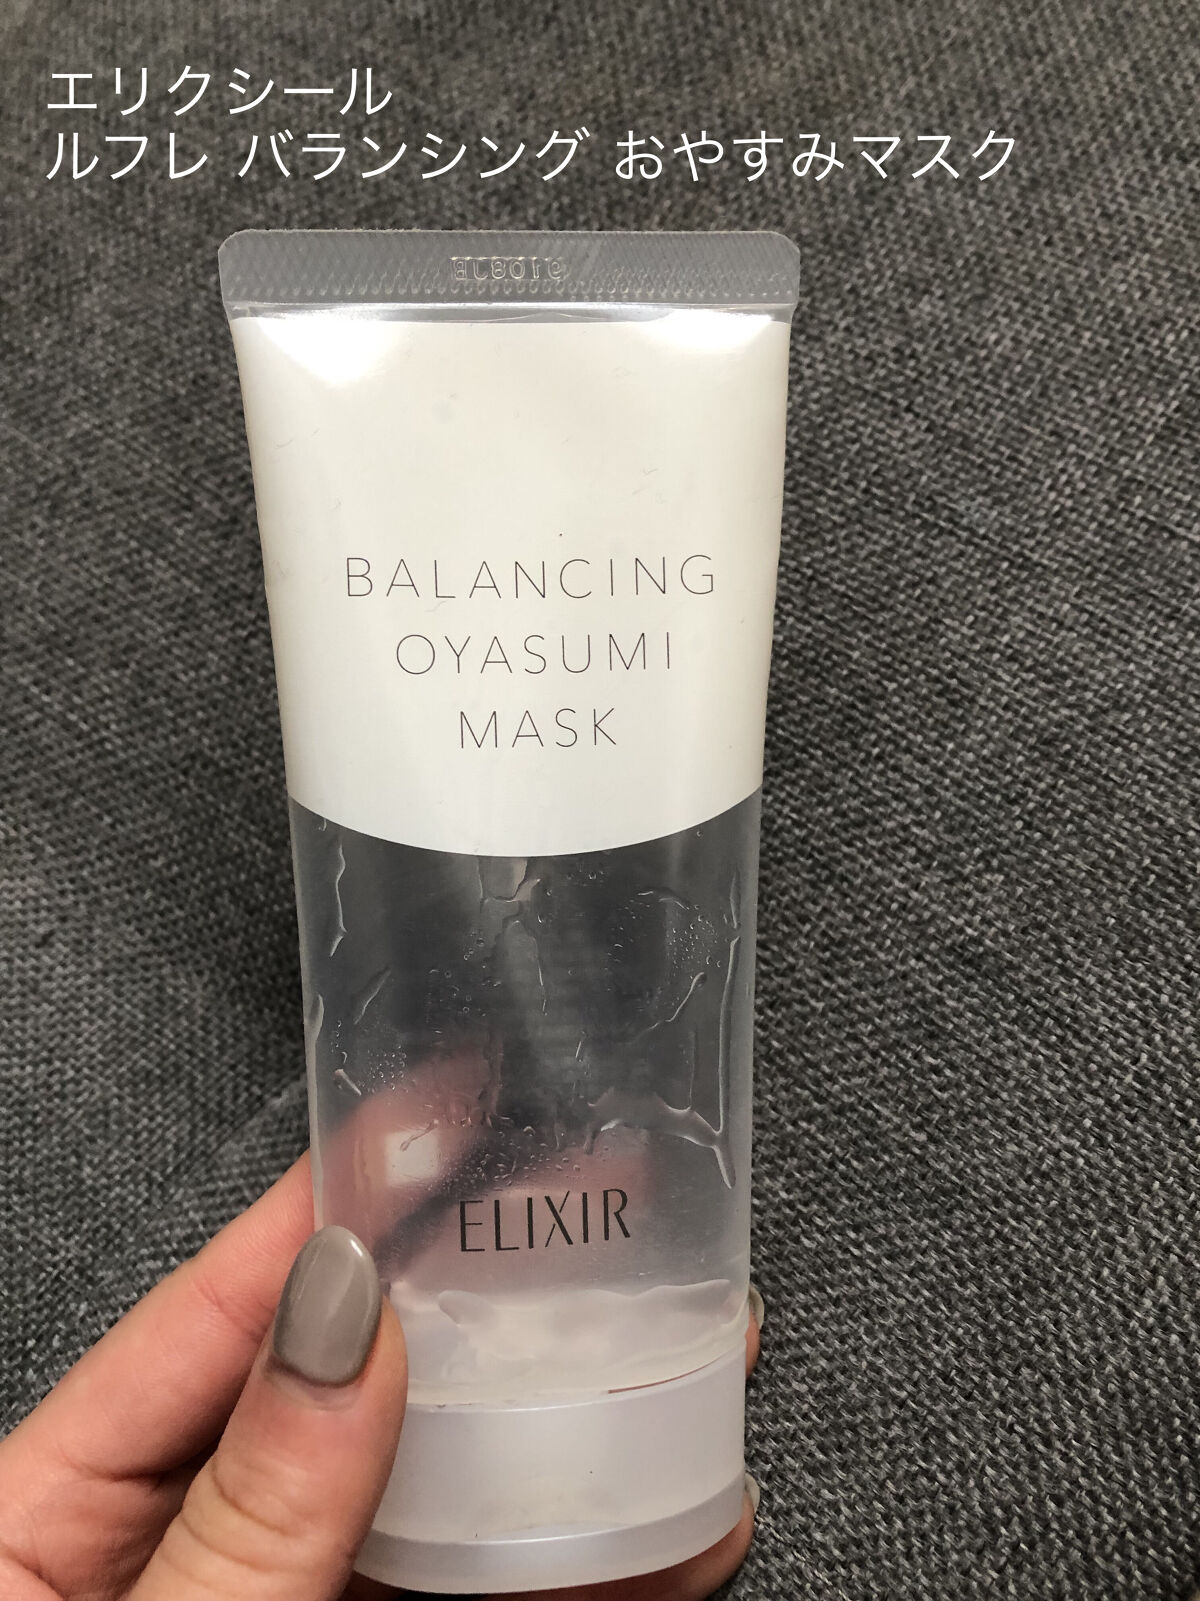 エリクシール
ルフレ バランシング おやすみマスク
BALANCING
OYASUMI
MASK
ELIXIR